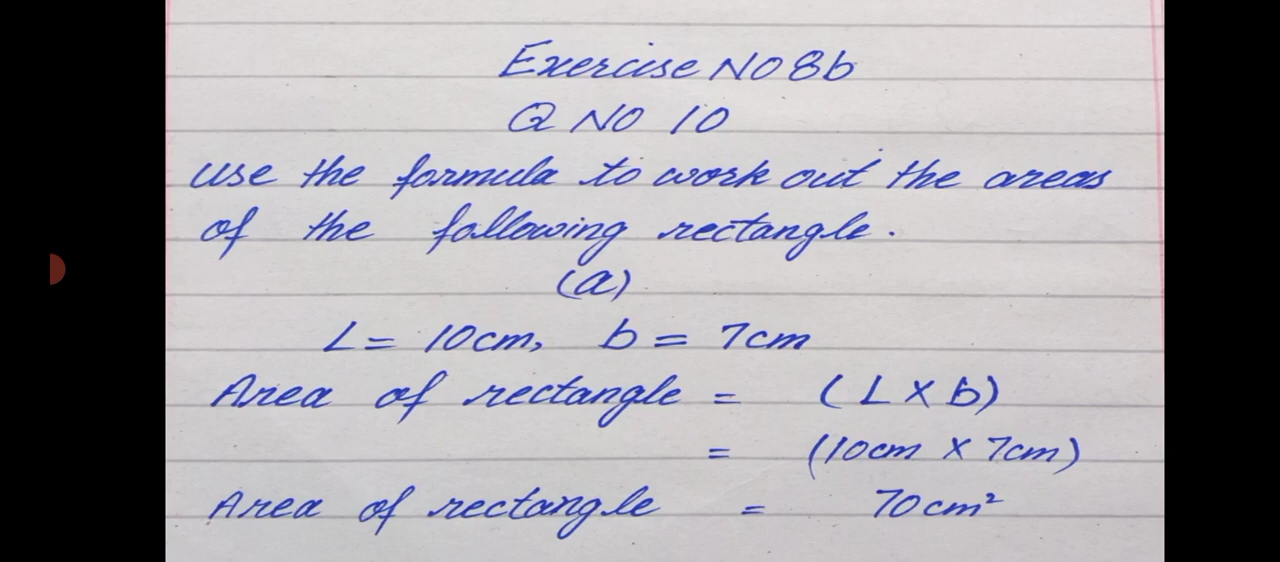 Exercise NO 8b
Q NO 10
use the formula to work out the areas
of the following rectangle.
(a)
L = 10cm, b = 7cm
Area of rectangle = (L X b)
= (10cm X 7cm)
Area of rectangle = 70cm²